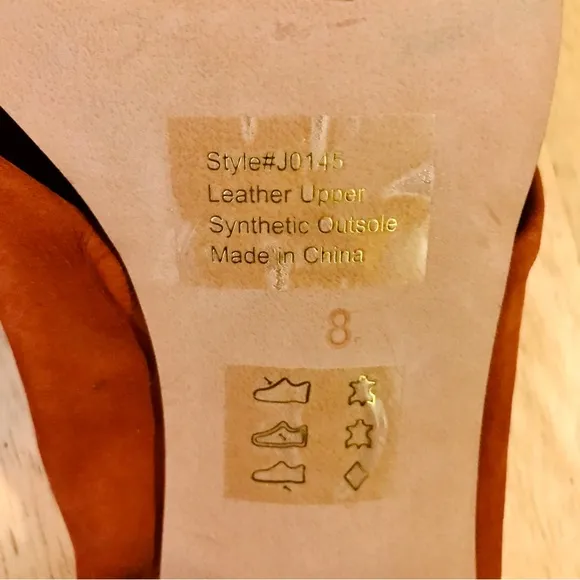 Style#J0145
Leather Upper
Synthetic Outsole
Made in China
8